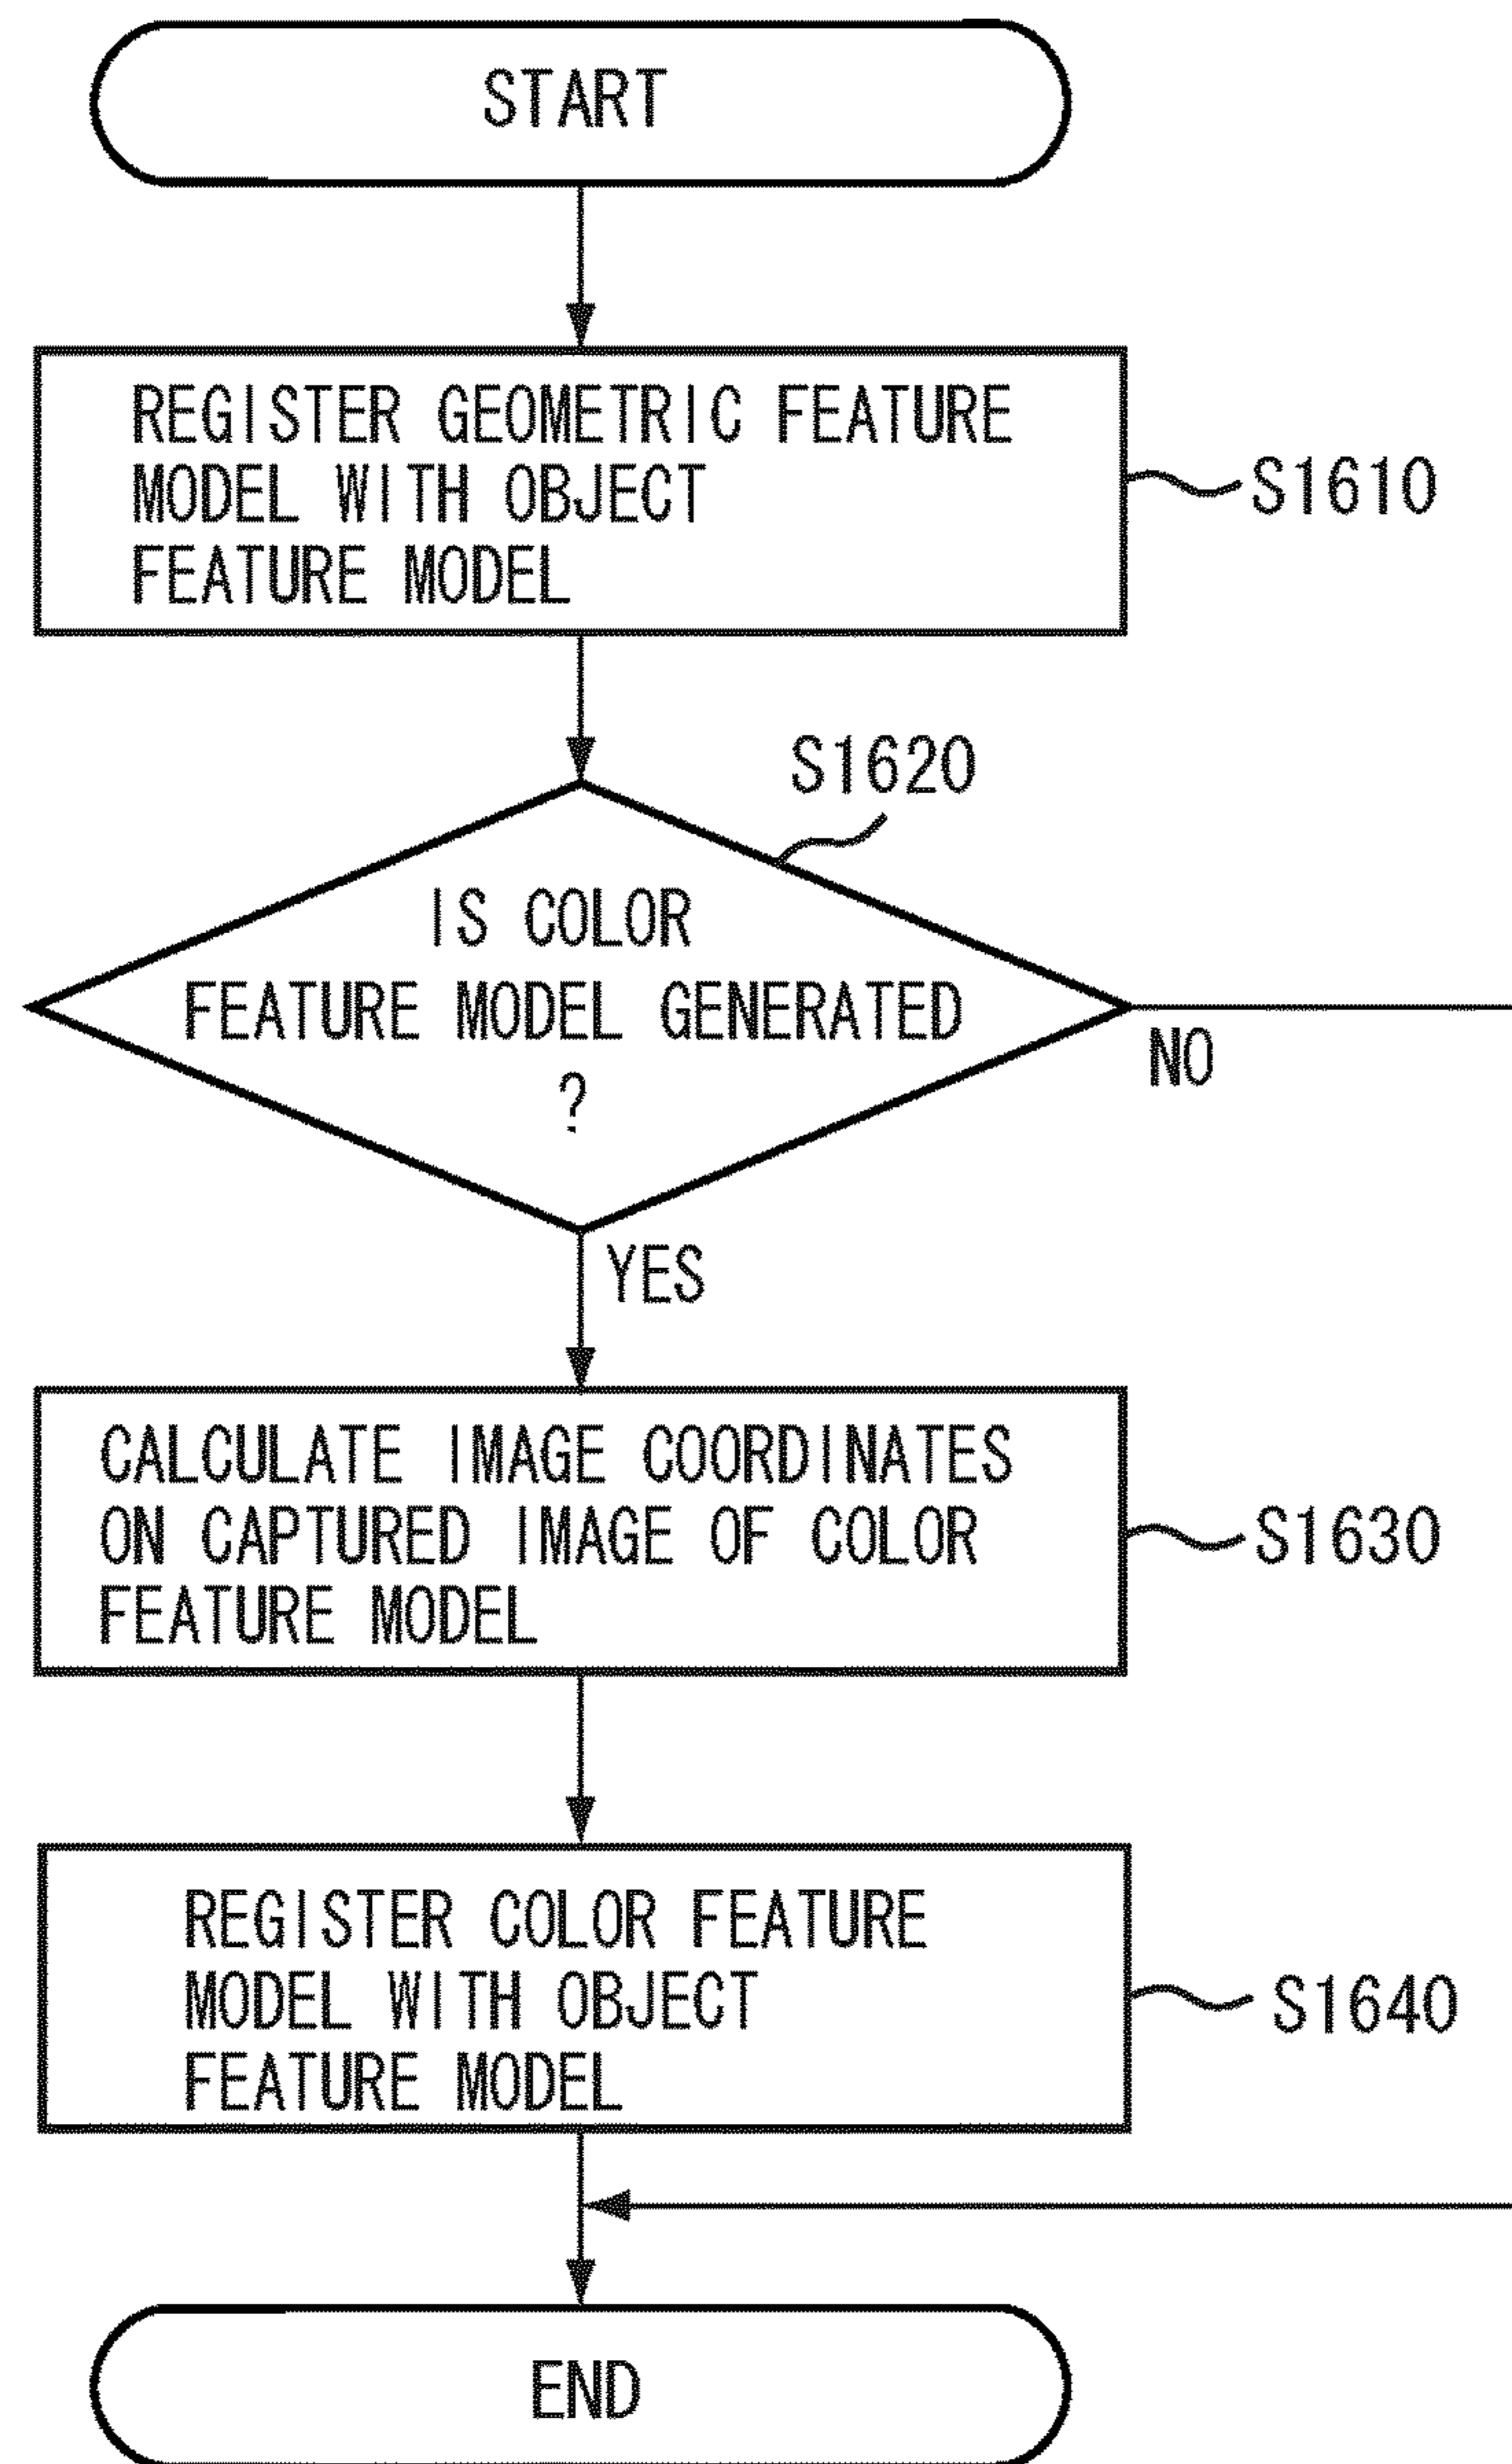 START
REGISTER GEOMETRIC FEATURE
MODEL WITH OBJECT
FEATURE MODEL
S1610
S1620
IS COLOR
FEATURE MODEL GENERATED
?
NO
YES
CALCULATE IMAGE COORDINATES
ON CAPTURED IMAGE OF COLOR
FEATURE MODEL
S1630
REGISTER COLOR FEATURE
MODEL WITH OBJECT
FEATURE MODEL
S1640
END